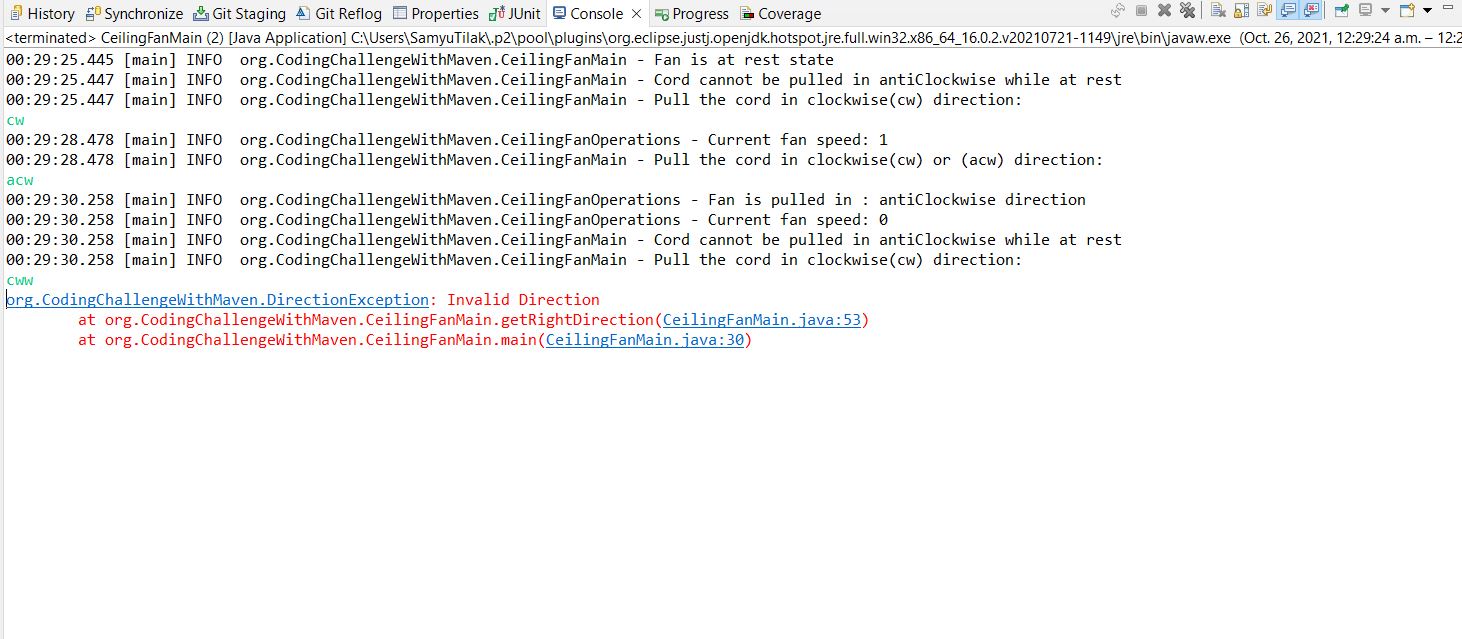 History Synchronize Git Staging Git Reflog Properties JUnit Console Progress Coverage
<terminated> CeilingFanMain (2) [Java Application] C:\Users\SamyuTilak\.p2\pool\plugins\org.eclipse.justj.openjdk.hotspot.jre.full.win32.x86_64_16.0.2.v20210721-1149\jre\bin\javaw.exe (Oct. 26, 2021, 12:29:24 a.m. – 12:2
00:29:25.445 [main] INFO  org.CodingChallengeWithMaven.CeilingFanMain - Fan is at rest state
00:29:25.447 [main] INFO  org.CodingChallengeWithMaven.CeilingFanMain - Cord cannot be pulled in antiClockwise while at rest
00:29:25.447 [main] INFO  org.CodingChallengeWithMaven.CeilingFanMain - Pull the cord in clockwise(cw) direction:
cw
00:29:28.478 [main] INFO  org.CodingChallengeWithMaven.CeilingFanOperations - Current fan speed: 1
00:29:28.478 [main] INFO  org.CodingChallengeWithMaven.CeilingFanMain - Pull the cord in clockwise(cw) or (acw) direction:
acw
00:29:30.258 [main] INFO  org.CodingChallengeWithMaven.CeilingFanOperations - Fan is pulled in : antiClockwise direction
00:29:30.258 [main] INFO  org.CodingChallengeWithMaven.CeilingFanOperations - Current fan speed: 0
00:29:30.258 [main] INFO  org.CodingChallengeWithMaven.CeilingFanMain - Cord cannot be pulled in antiClockwise while at rest
00:29:30.258 [main] INFO  org.CodingChallengeWithMaven.CeilingFanMain - Pull the cord in clockwise(cw) direction:
cww
org.CodingChallengeWithMaven.DirectionException: Invalid Direction
        at org.CodingChallengeWithMaven.CeilingFanMain.getRightDirection(CeilingFanMain.java:53)
        at org.CodingChallengeWithMaven.CeilingFanMain.main(CeilingFanMain.java:30)